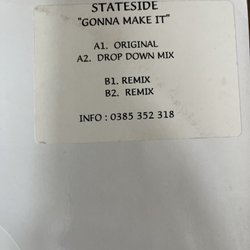 STATESIDE
"GONNA MAKE IT"
A1. ORIGINAL
A2. DROP DOWN MIX
B1. REMIX
B2. REMIX
INFO : 0385 352 318